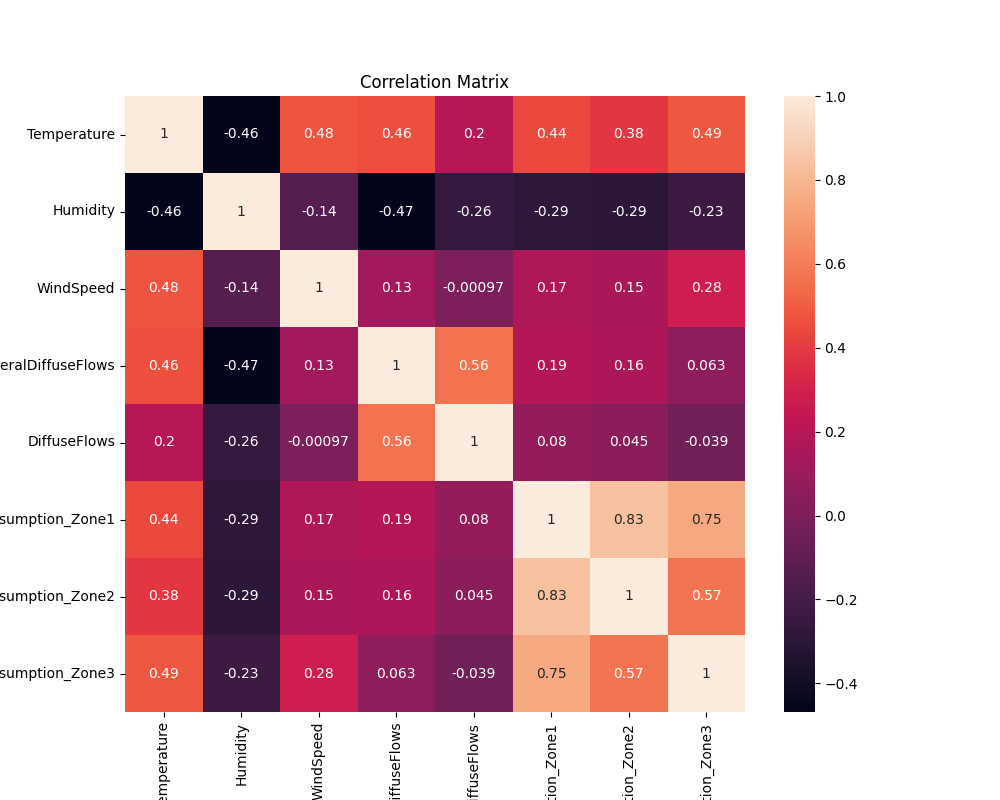 Correlation Matrix
Temperature 1 -0.46 0.48 0.46 0.2 0.44 0.38 0.49
Humidity -0.46 1 -0.14 -0.47 -0.26 -0.29 -0.29 -0.23
WindSpeed 0.48 -0.14 1 0.13 -0.00097 0.17 0.15 0.28
eralDiffuseFlows 0.46 -0.47 0.13 1 0.56 0.19 0.16 0.063
DiffuseFlows 0.2 -0.26 -0.00097 0.56 1 0.08 0.045 -0.039
sumption_Zone1 0.44 -0.29 0.17 0.19 0.08 1 0.83 0.75
sumption_Zone2 0.38 -0.29 0.15 0.16 0.045 0.83 1 0.57
sumption_Zone3 0.49 -0.23 0.28 0.063 -0.039 0.75 0.57 1
emperature
Humidity
WindSpeed
iffuseFlows
ffuseFlows
tion_Zone1
tion_Zone2
tion_Zone3
1.0
0.8
0.6
0.4
0.2
0.0
−0.2
−0.4